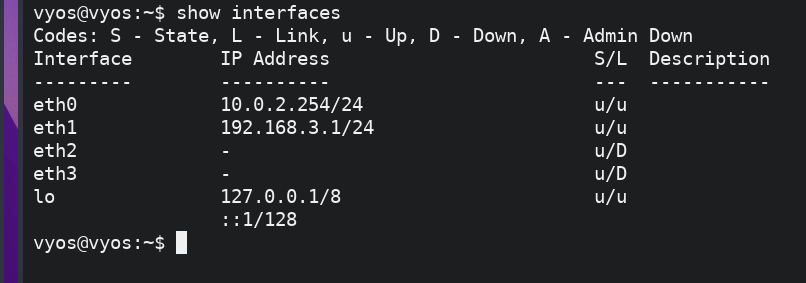 vyos@vyos:~$ show interfaces
Codes: S - State, L - Link, u - Up, D - Down, A - Admin Down
Interface        IP Address                        S/L  Description
---------        ----------                        ---  -----------
eth0             10.0.2.254/24                     u/u
eth1             192.168.3.1/24                    u/u
eth2             -                                 u/D
eth3             -                                 u/D
lo               127.0.0.1/8                       u/u
                 ::1/128
vyos@vyos:~$